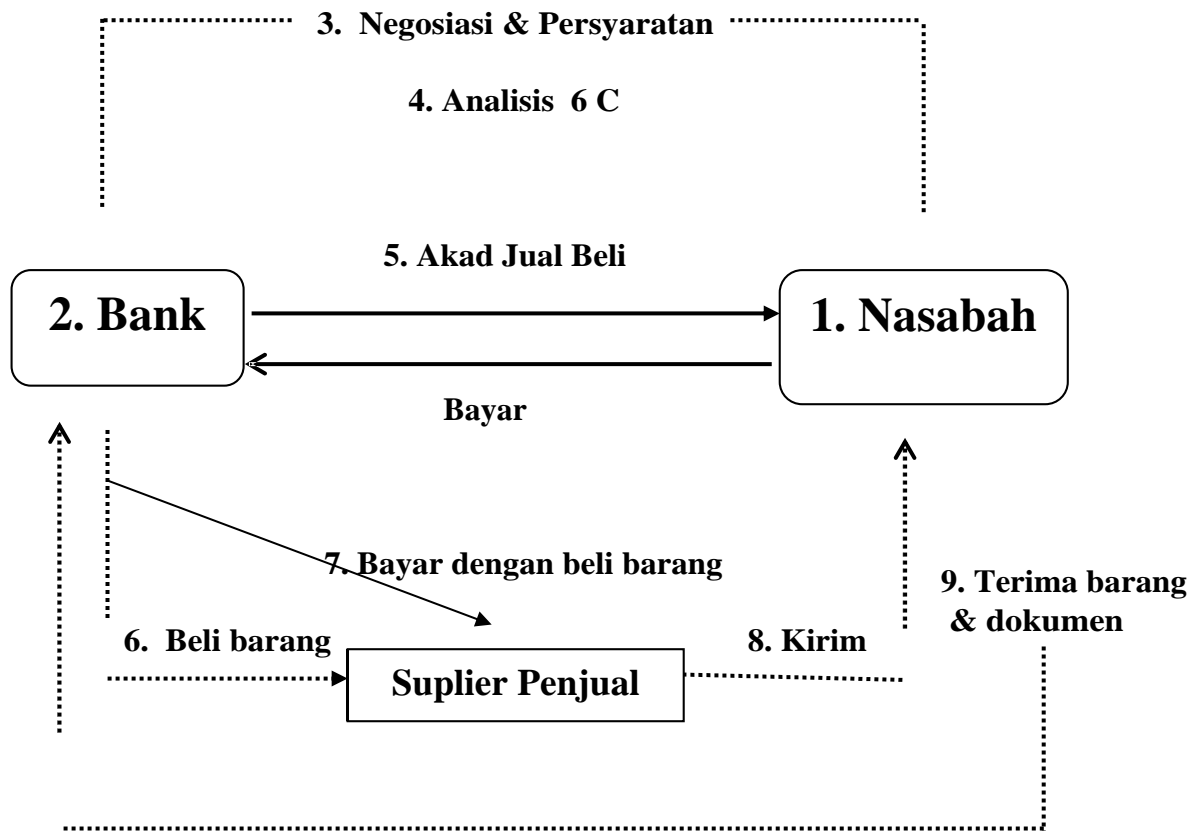 3. Negosiasi & Persyaratan
4. Analisis 6 C
5. Akad Jual Beli
2. Bank
1. Nasabah
Bayar
7. Bayar dengan beli barang
9. Terima barang
& dokumen
6. Beli barang
8. Kirim
Suplier Penjual